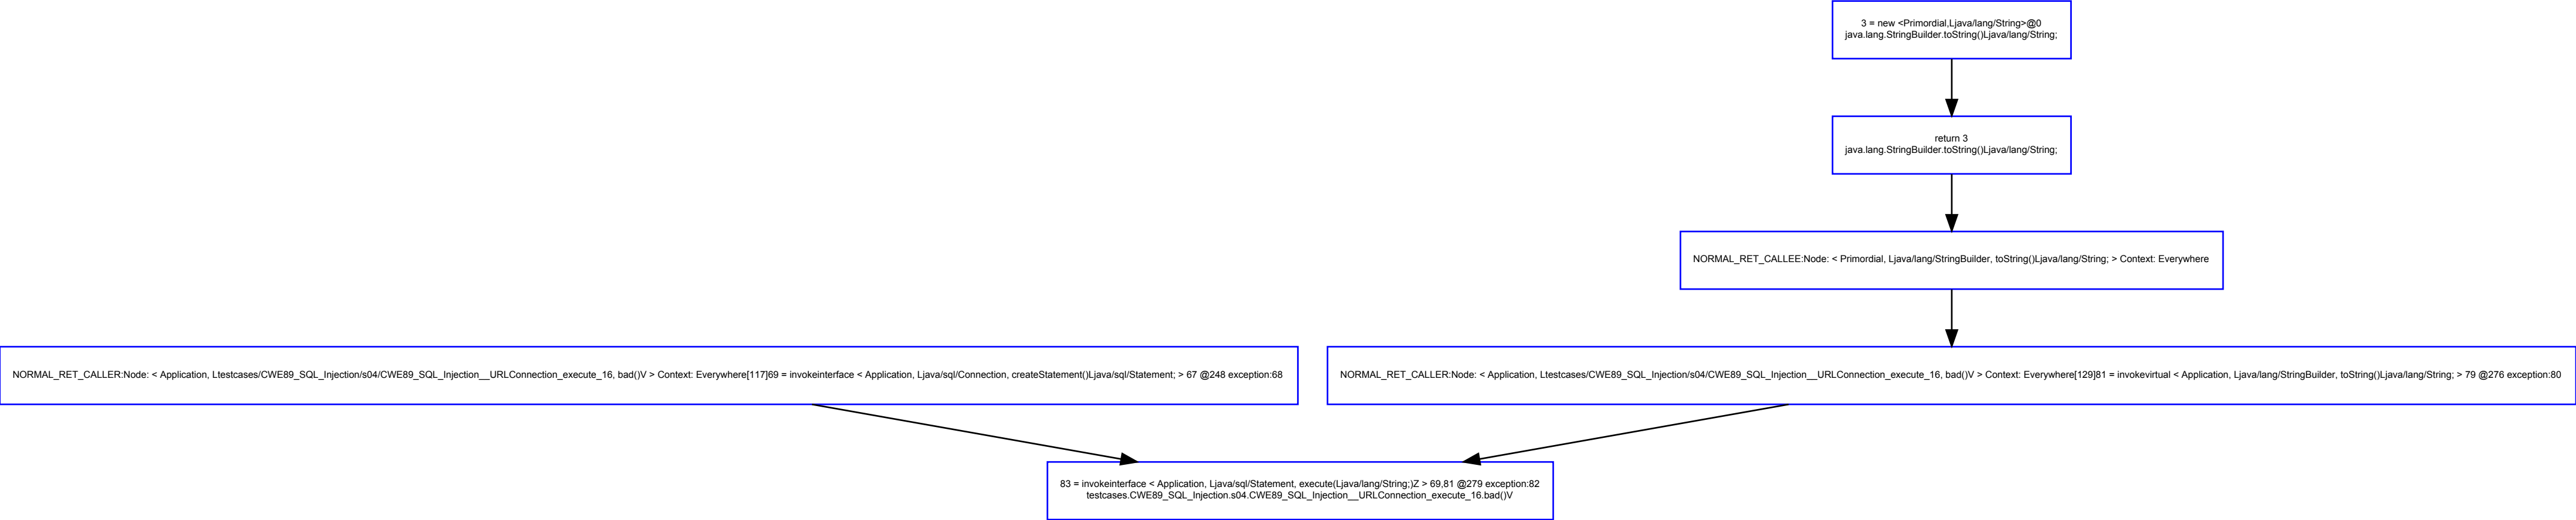 3 = new <Primordial,Ljava/lang/String>@0
java.lang.StringBuilder.toString()Ljava/lang/String;
return 3
java.lang.StringBuilder.toString()Ljava/lang/String;
NORMAL_RET_CALLEE:Node: < Primordial, Ljava/lang/StringBuilder, toString()Ljava/lang/String; > Context: Everywhere
NORMAL_RET_CALLER:Node: < Application, Ltestcases/CWE89_SQL_Injection/s04/CWE89_SQL_Injection__URLConnection_execute_16, bad()V > Context: Everywhere[117]69 = invokeinterface < Application, Ljava/sql/Connection, createStatement()Ljava/sql/Statement; > 67 @248 exception:68
NORMAL_RET_CALLER:Node: < Application, Ltestcases/CWE89_SQL_Injection/s04/CWE89_SQL_Injection__URLConnection_execute_16, bad()V > Context: Everywhere[129]81 = invokevirtual < Application, Ljava/lang/StringBuilder, toString()Ljava/lang/String; > 79 @276 exception:80
83 = invokeinterface < Application, Ljava/sql/Statement, execute(Ljava/lang/String;)Z > 69,81 @279 exception:82
testcases.CWE89_SQL_Injection.s04.CWE89_SQL_Injection__URLConnection_execute_16.bad()V